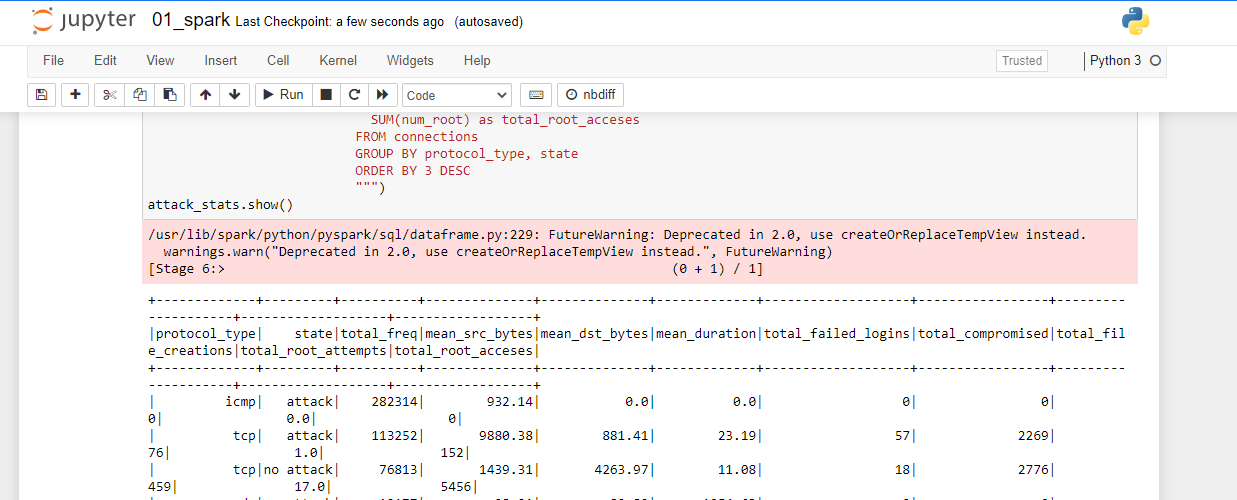 jupyter 01_spark Last Checkpoint: a few seconds ago (autosaved)
File Edit View Insert Cell Kernel Widgets Help Trusted Python 3
Run Code nbdiff
SUM(num_root) as total_root_acceses
FROM connections
GROUP BY protocol_type, state
ORDER BY 3 DESC
""")
attack_stats.show()
/usr/lib/spark/python/pyspark/sql/dataframe.py:229: FutureWarning: Deprecated in 2.0, use createOrReplaceTempView instead.
warnings.warn("Deprecated in 2.0, use createOrReplaceTempView instead.", FutureWarning)
[Stage 6:> (0 + 1) / 1]
+-------------+---------+----------+--------------+--------------+-------------+-------------------+-----------------+---------
-----------+-------------------+------------------+
|protocol_type|    state|total_freq|mean_src_bytes|mean_dst_bytes|mean_duration|total_failed_logins|total_compromised|total_fil
e_creations|total_root_attempts|total_root_acceses|
+-------------+---------+----------+--------------+--------------+-------------+-------------------+-----------------+---------
-----------+-------------------+------------------+
|         icmp|   attack|    282314|        932.14|           0.0|          0.0|                  0|                0|
0|                0.0|                 0|
|          tcp|   attack|    113252|       9880.38|        881.41|        23.19|                 57|             2269|
76|                1.0|               152|
|          tcp|no attack|     76813|       1439.31|       4263.97|        11.08|                 18|             2776|
459|               17.0|              5456|